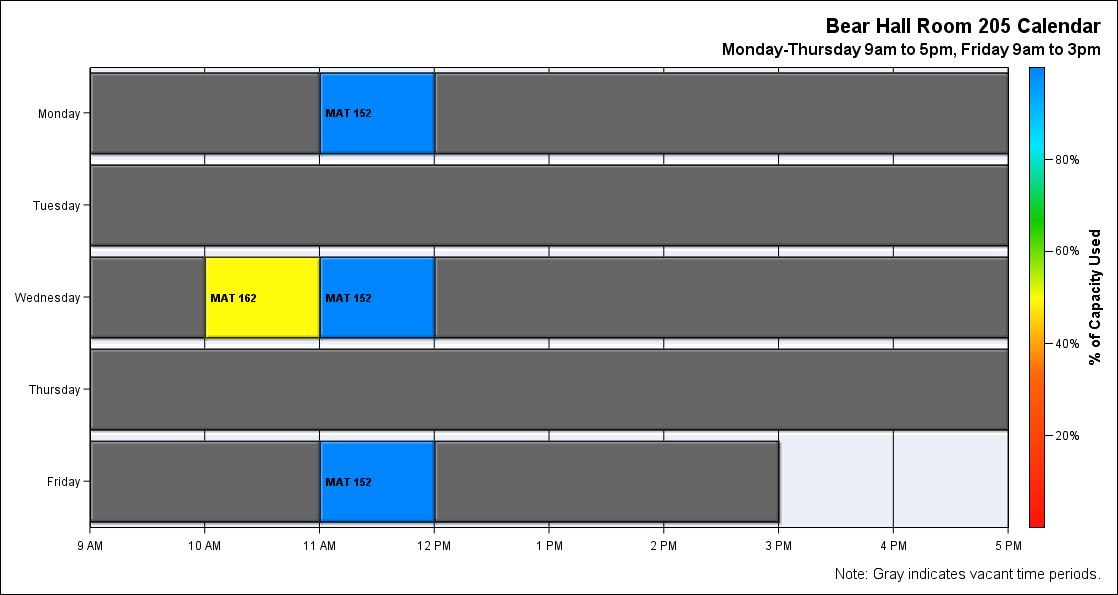 Bear Hall Room 205 Calendar
Monday-Thursday 9am to 5pm, Friday 9am to 3pm
Monday
MAT 152
Tuesday
Wednesday
MAT 162
MAT 152
Thursday
Friday
MAT 152
9 AM
10 AM
11 AM
12 PM
1 PM
2 PM
3 PM
4 PM
5 PM
80%
60%
40%
20%
% of Capacity Used
Note: Gray indicates vacant time periods.